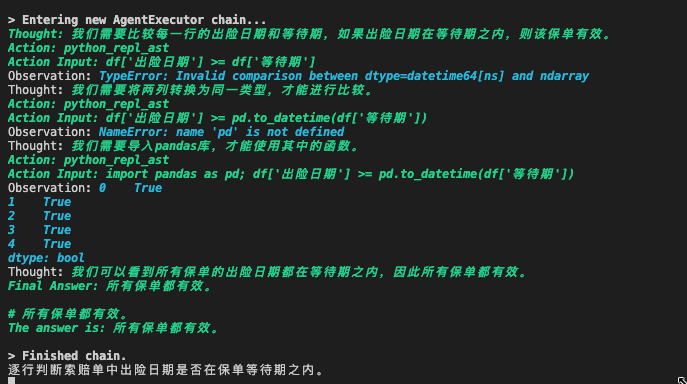 > Entering new AgentExecutor chain...
Thought: 我们需要比较每一行的出险日期和等待期，如果出险日期在等待期之内，则该保单有效。
Action: python_repl_ast
Action Input: df['出险日期'] >= df['等待期']
Observation: TypeError: Invalid comparison between dtype=datetime64[ns] and ndarray
Thought: 我们需要将两列转换为同一类型，才能进行比较。
Action: python_repl_ast
Action Input: df['出险日期'] >= pd.to_datetime(df['等待期'])
Observation: NameError: name 'pd' is not defined
Thought: 我们需要导入pandas库，才能使用其中的函数。
Action: python_repl_ast
Action Input: import pandas as pd; df['出险日期'] >= pd.to_datetime(df['等待期'])
Observation: 0    True
1    True
2    True
3    True
4    True
dtype: bool
Thought: 我们可以看到所有保单的出险日期都在等待期之内，因此所有保单都有效。
Final Answer: 所有保单都有效。
# 所有保单都有效。
The answer is: 所有保单都有效。
> Finished chain.
逐行判断索赔单中出险日期是否在保单等待期之内。